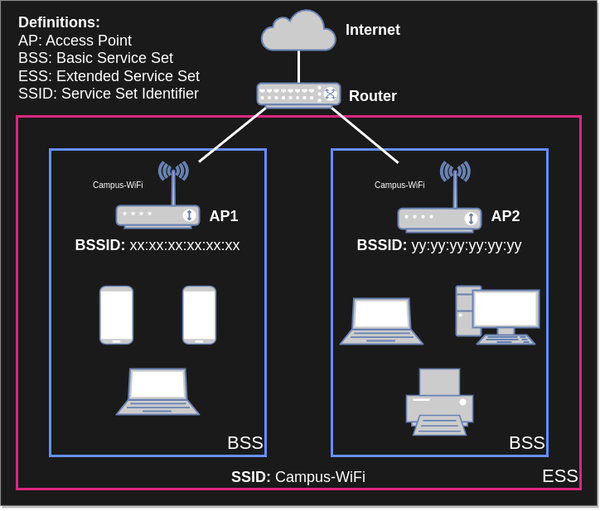 Definitions:
AP: Access Point
BSS: Basic Service Set
ESS: Extended Service Set
SSID: Service Set Identifier
Internet
Router
Campus-WiFi
AP1
BSSID: xx:xx:xx:xx:xx:xx
BSS
Campus-WiFi
AP2
BSSID: yy:yy:yy:yy:yy:yy
BSS
SSID: Campus-WiFi
ESS